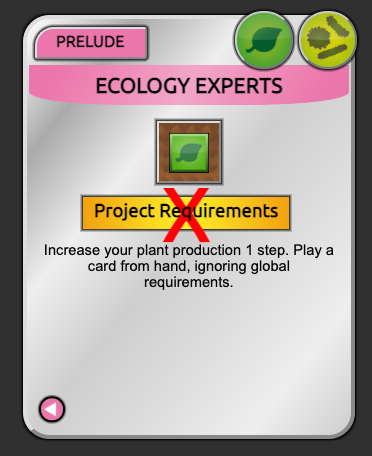 PRELUDE
ECOLOGY EXPERTS
Project Requirements
X
Increase your plant production 1 step. Play a
card from hand, ignoring global
requirements.